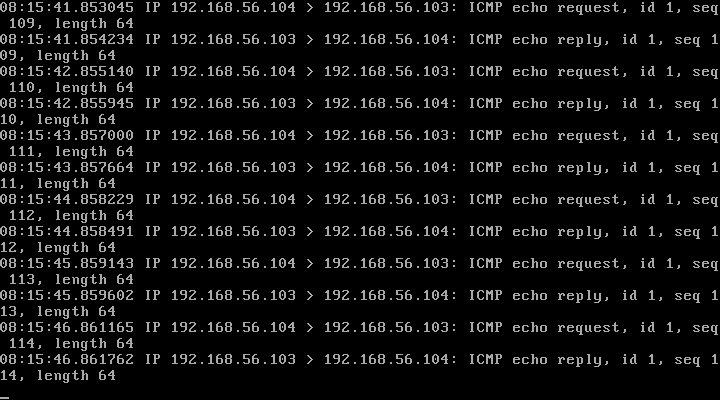 08:15:41.853045 IP 192.168.56.104 > 192.168.56.103: ICMP echo request, id 1, seq
 109, length 64
08:15:41.854234 IP 192.168.56.103 > 192.168.56.104: ICMP echo reply, id 1, seq 1
09, length 64
08:15:42.855140 IP 192.168.56.104 > 192.168.56.103: ICMP echo request, id 1, seq
 110, length 64
08:15:42.855945 IP 192.168.56.103 > 192.168.56.104: ICMP echo reply, id 1, seq 1
10, length 64
08:15:43.857000 IP 192.168.56.104 > 192.168.56.103: ICMP echo request, id 1, seq
 111, length 64
08:15:43.857664 IP 192.168.56.103 > 192.168.56.104: ICMP echo reply, id 1, seq 1
11, length 64
08:15:44.858229 IP 192.168.56.104 > 192.168.56.103: ICMP echo request, id 1, seq
 112, length 64
08:15:44.858491 IP 192.168.56.103 > 192.168.56.104: ICMP echo reply, id 1, seq 1
12, length 64
08:15:45.859143 IP 192.168.56.104 > 192.168.56.103: ICMP echo request, id 1, seq
 113, length 64
08:15:45.859602 IP 192.168.56.103 > 192.168.56.104: ICMP echo reply, id 1, seq 1
13, length 64
08:15:46.861165 IP 192.168.56.104 > 192.168.56.103: ICMP echo request, id 1, seq
 114, length 64
08:15:46.861762 IP 192.168.56.103 > 192.168.56.104: ICMP echo reply, id 1, seq 1
14, length 64